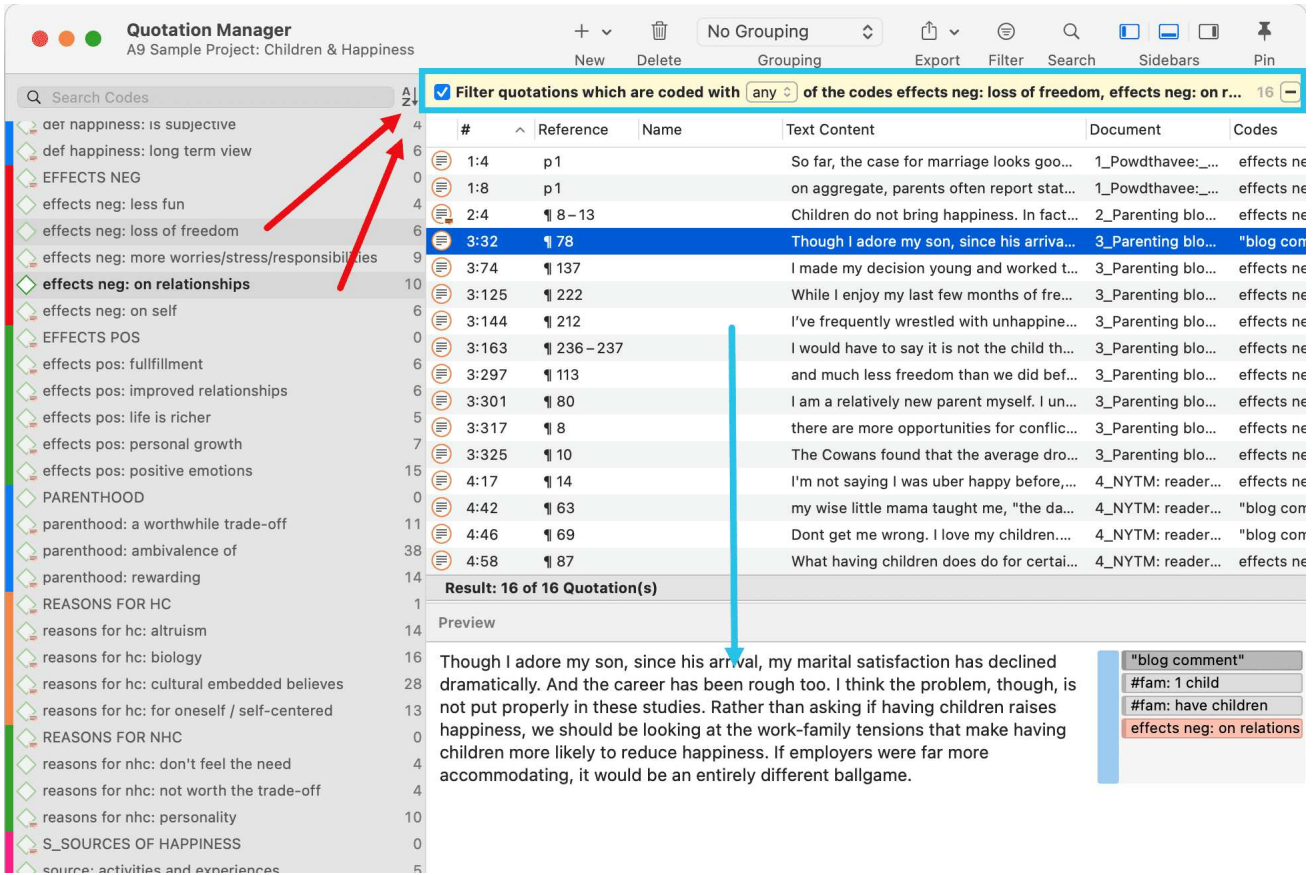 Quotation Manager
A9 Sample Project: Children & Happiness
New
Delete
No Grouping
Grouping
Export
Filter
Search
Sidebars
Pin
Search Codes
A
Z
Filter quotations which are coded with any of the codes effects neg: loss of freedom, effects neg: on r... 16
def happiness: is subjective 4
def happiness: long term view 6
EFFECTS NEG 0
effects neg: less fun 4
effects neg: loss of freedom 6
effects neg: more worries/stress/responsibilities 9
effects neg: on relationships 10
effects neg: on self 6
EFFECTS POS 0
effects pos: fullfillment 6
effects pos: improved relationships 6
effects pos: life is richer 5
effects pos: personal growth 7
effects pos: positive emotions 15
PARENTHOOD 0
parenthood: a worthwhile trade-off 11
parenthood: ambivalence of 38
parenthood: rewarding 14
REASONS FOR HC 1
reasons for hc: altruism 14
reasons for hc: biology 16
reasons for hc: cultural embedded believes 28
reasons for hc: for oneself / self-centered 13
REASONS FOR NHC 0
reasons for nhc: don't feel the need 4
reasons for nhc: not worth the trade-off 4
reasons for nhc: personality 10
S_SOURCES OF HAPPINESS 0
source: activities and experiences 5
# Reference Name Text Content Document Codes
1:4 p 1 So far, the case for marriage looks goo... 1_Powdthavee:_... effects ne
1:8 p 1 on aggregate, parents often report stat... 1_Powdthavee:_... effects ne
2:4 ¶ 8 – 13 Children do not bring happiness. In fact... 2_Parenting blo... effects ne
3:32 ¶ 78 Though I adore my son, since his arriva... 3_Parenting blo... "blog com
3:74 ¶ 137 I made my decision young and worked t... 3_Parenting blo... effects ne
3:125 ¶ 222 While I enjoy my last few months of fre... 3_Parenting blo... effects ne
3:144 ¶ 212 I've frequently wrestled with unhappine... 3_Parenting blo... effects ne
3:163 ¶ 236 – 237 I would have to say it is not the child th... 3_Parenting blo... effects ne
3:297 ¶ 113 and much less freedom than we did bef... 3_Parenting blo... effects ne
3:301 ¶ 80 I am a relatively new parent myself. I un... 3_Parenting blo... effects ne
3:317 ¶ 8 there are more opportunities for conflic... 3_Parenting blo... effects ne
3:325 ¶ 10 The Cowans found that the average dro... 3_Parenting blo... effects ne
4:17 ¶ 14 I'm not saying I was uber happy before,... 4_NYTM: reader... effects ne
4:42 ¶ 63 my wise little mama taught me, "the da... 4_NYTM: reader... "blog com
4:46 ¶ 69 Dont get me wrong. I love my children.... 4_NYTM: reader... "blog com
4:58 ¶ 87 What having children does do for certai... 4_NYTM: reader... effects ne
Result: 16 of 16 Quotation(s)
Preview
Though I adore my son, since his arrival, my marital satisfaction has declined
dramatically. And the career has been rough too. I think the problem, though, is
not put properly in these studies. Rather than asking if having children raises
happiness, we should be looking at the work-family tensions that make having
children more likely to reduce happiness. If employers were far more
accommodating, it would be an entirely different ballgame.
"blog comment"
#fam: 1 child
#fam: have children
effects neg: on relations